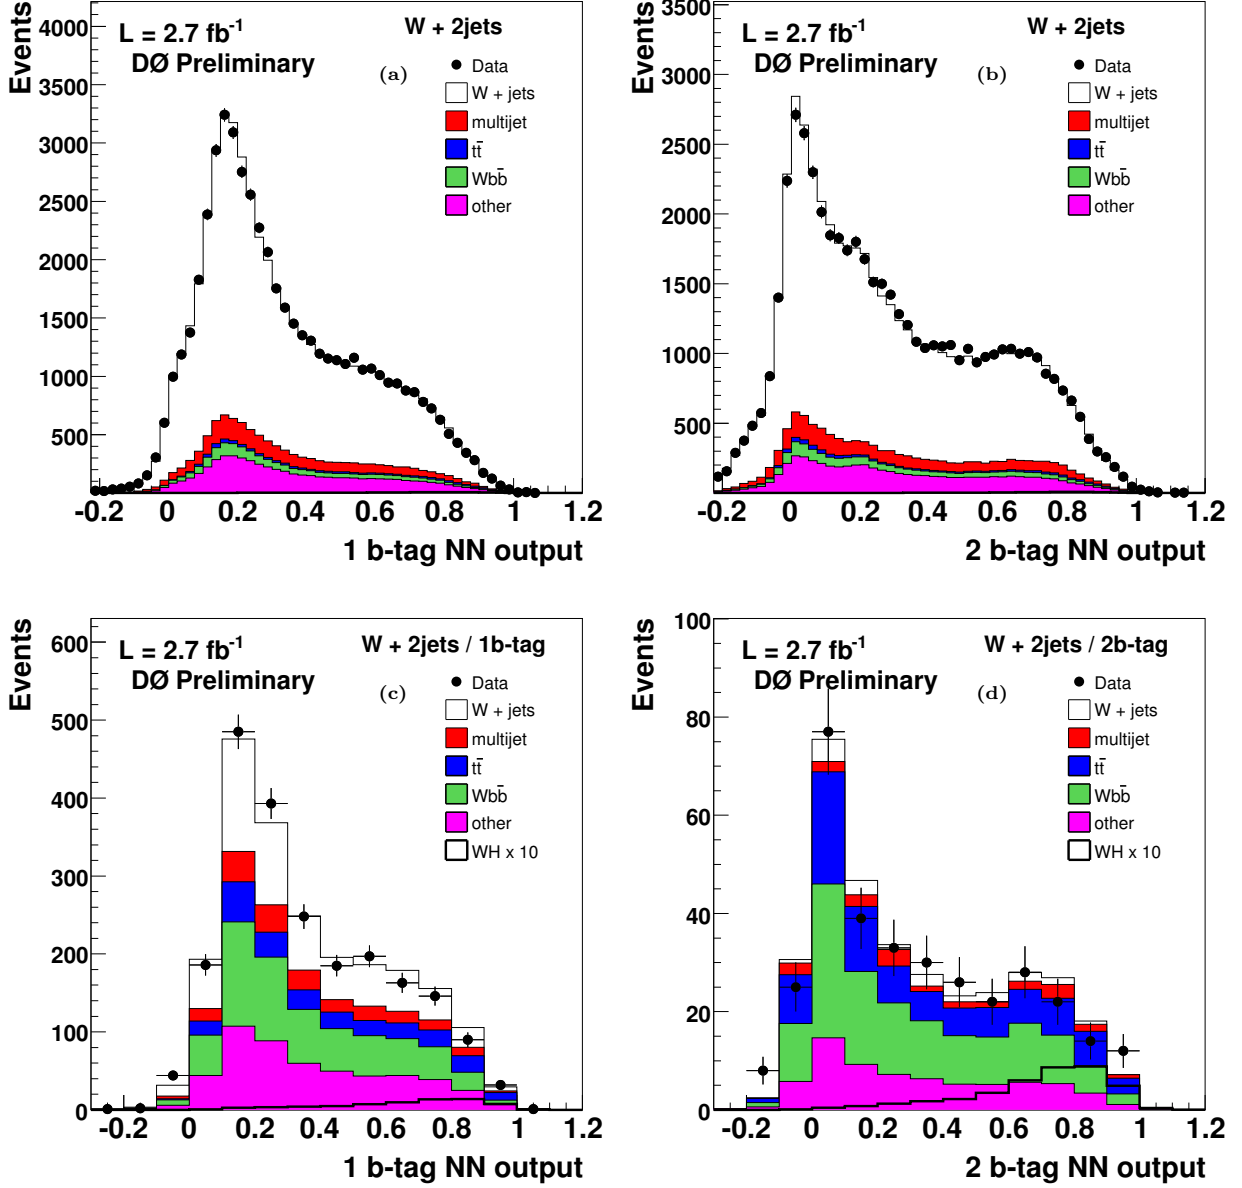 Events
4000
3500
3000
2500
2000
1500
1000
500
L = 2.7 fb-1
DØ Preliminary
(a)
W + 2jets
Data
W + jets
multijet
tt̄
Wbb̄
other
-0.2 0 0.2 0.4 0.6 0.8 1 1.2
1 b-tag NN output
Events
3500
3000
2500
2000
1500
1000
500
L = 2.7 fb-1
DØ Preliminary
(b)
W + 2jets
Data
W + jets
multijet
tt̄
Wbb̄
other
-0.2 0 0.2 0.4 0.6 0.8 1 1.2
2 b-tag NN output
Events
600
500
400
300
200
100
0
L = 2.7 fb-1
DØ Preliminary
(c)
W + 2jets / 1b-tag
Data
W + jets
multijet
tt̄
Wbb̄
other
WH x 10
-0.2 0 0.2 0.4 0.6 0.8 1 1.2
1 b-tag NN output
Events
100
80
60
40
20
0
L = 2.7 fb-1
DØ Preliminary
(d)
W + 2jets / 2b-tag
Data
W + jets
multijet
tt̄
Wbb̄
other
WH x 10
-0.2 0 0.2 0.4 0.6 0.8 1 1.2
2 b-tag NN output